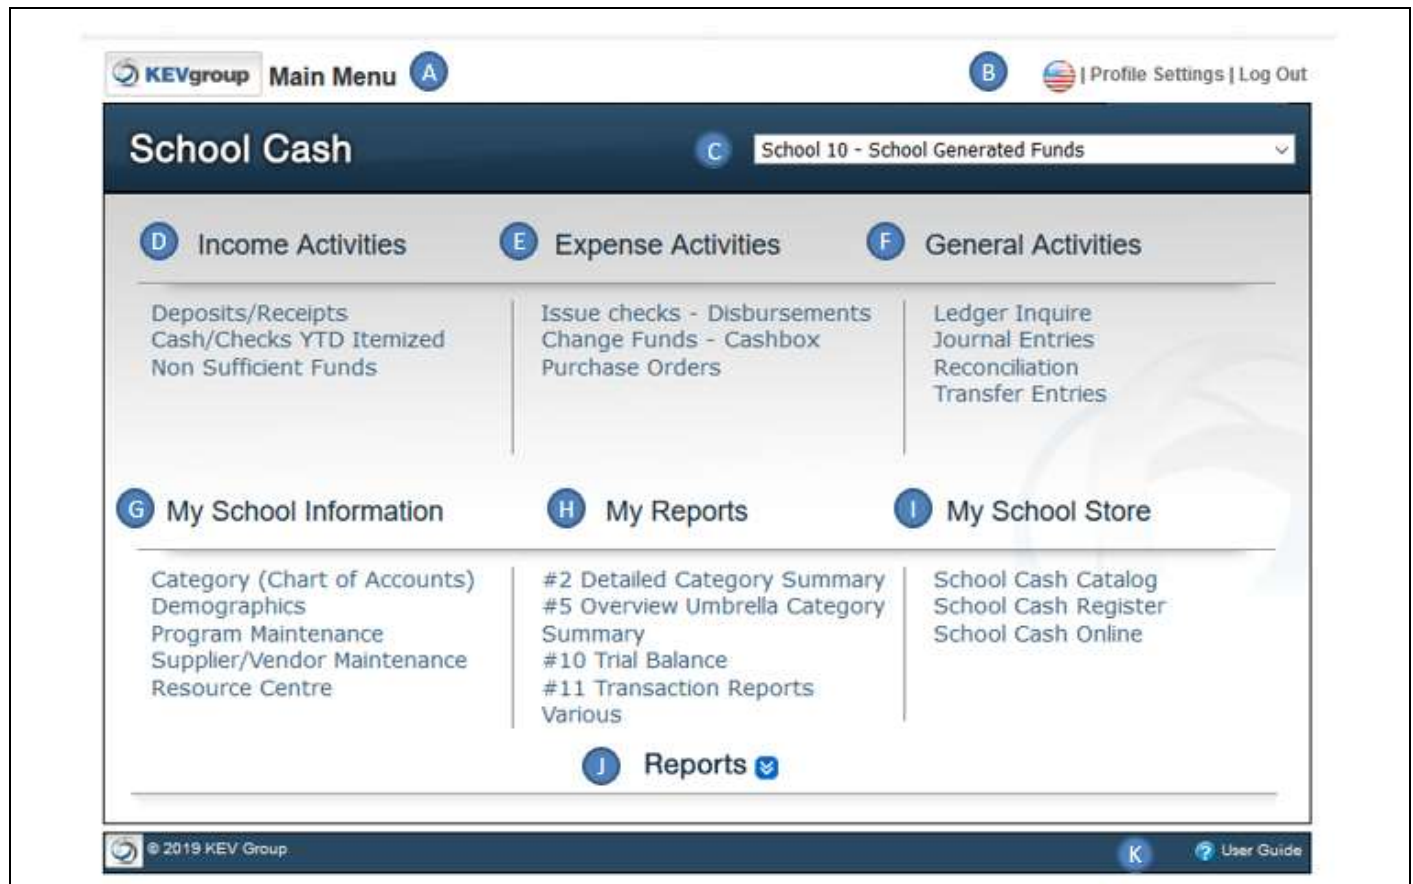 KEVgroup Main Menu A B | Profile Settings | Log Out
School Cash C School 10 - School Generated Funds
D Income Activities E Expense Activities F General Activities
Deposits/Receipts Issue checks - Disbursements Ledger Inquire
Cash/Checks YTD Itemized Change Funds - Cashbox Journal Entries
Non Sufficient Funds Purchase Orders Reconciliation
Transfer Entries
G My School Information H My Reports I My School Store
Category (Chart of Accounts) #2 Detailed Category Summary School Cash Catalog
Demographics #5 Overview Umbrella Category School Cash Register
Program Maintenance Summary School Cash Online
Supplier/Vendor Maintenance #10 Trial Balance
Resource Centre #11 Transaction Reports
Various
J Reports
© 2019 KEV Group K ? User Guide